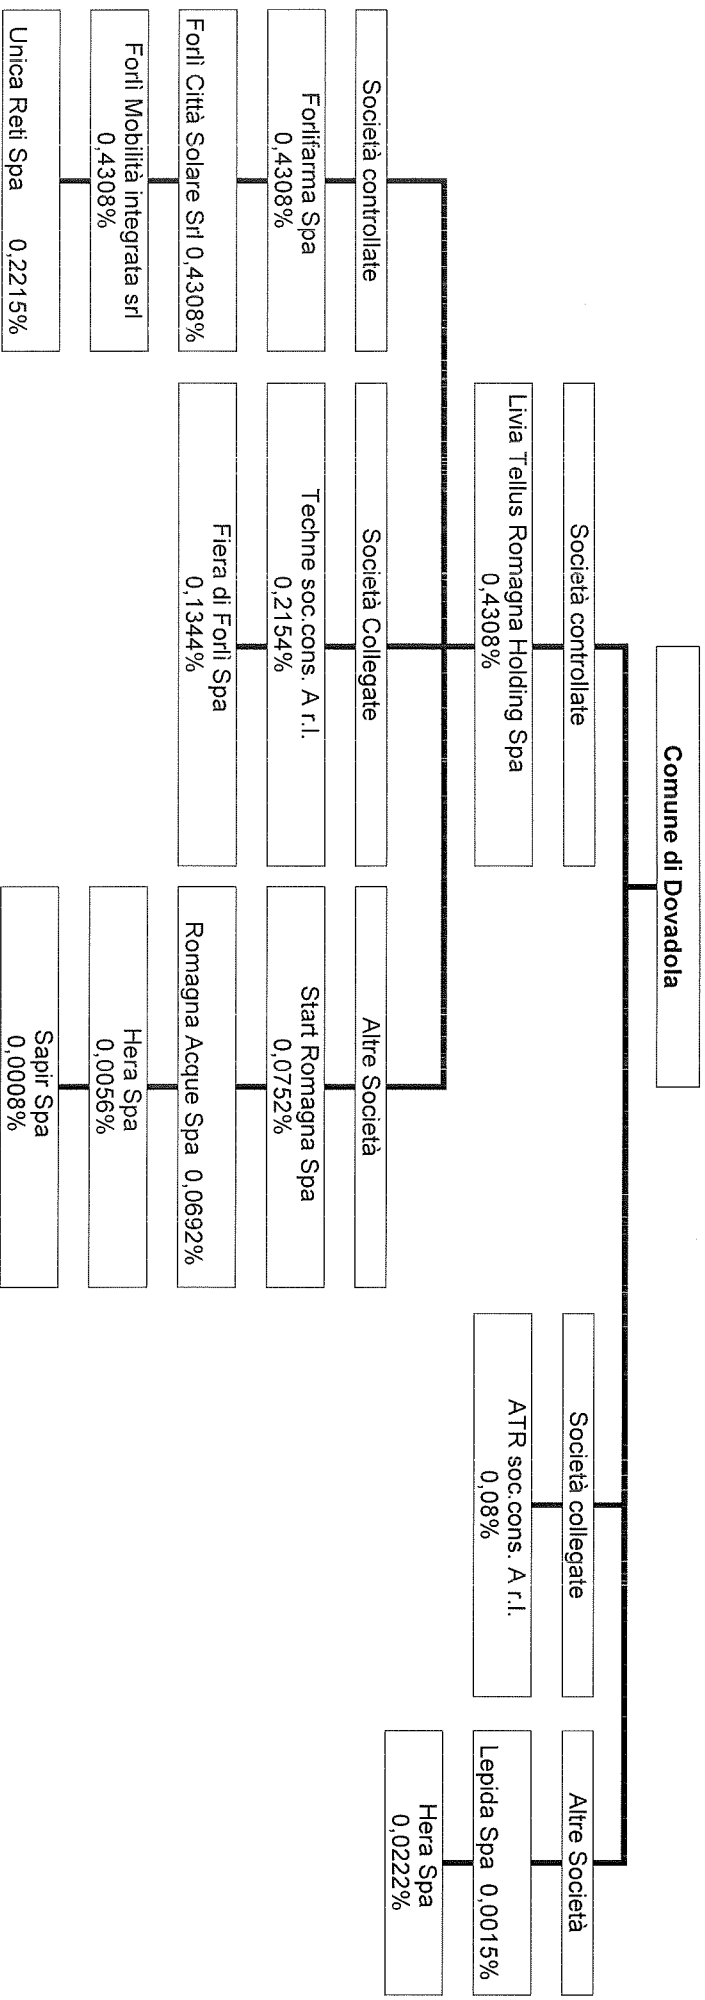 Comune di Dovadola
Società controllate
Livia Tellus Romagna Holding Spa
0,4308%
Società controllate
Forlifarma Spa
0,4308%
Forlì Città Solare Srl 0,4308%
Forlì Mobilità integrata srl
0,4308%
Unica Reti Spa 0,2215%
Società Collegate
Techne soc.cons. A r.l.
0,2154%
Fiera di Forlì Spa
0,1344%
Altre Società
Start Romagna Spa
0,0752%
Romagna Acque Spa 0,0692%
Hera Spa
0,0056%
Sapir Spa
0,0008%
Società collegate
ATR soc.cons. A r.l.
0,08%
Altre Società
Lepida Spa 0,0015%
Hera Spa
0,0222%